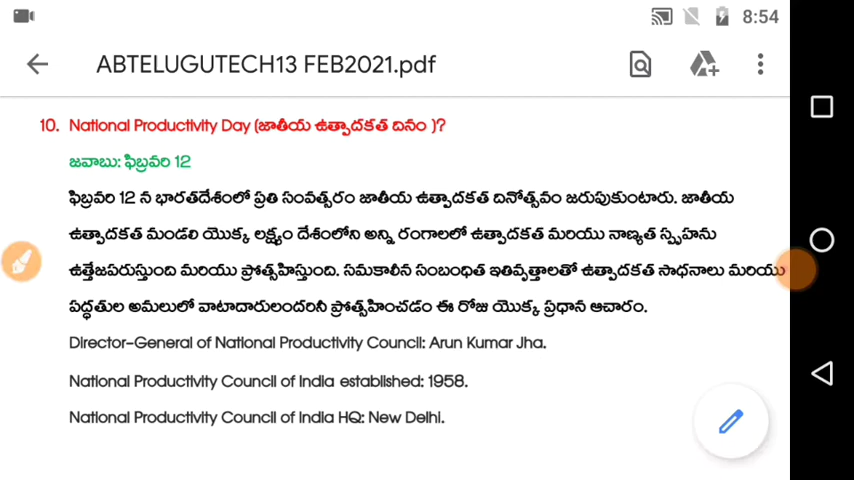 8:54
ABTELUGUTECH13 FEB2021.pdf
10. National Productivity Day (జాతీయ ఉత్పాదకత దినం )?
జవాబు: ఫిబ్రవరి 12
ఫిబ్రవరి 12 న భారతదేశంలో ప్రతి సంవత్సరం జాతీయ ఉత్పాదకత దినోత్సవం జరుపుకుంటారు. జాతీయ
ఉత్పాదకత మండలి యొక్క లక్ష్యం దేశంలోని అన్ని రంగాలలో ఉత్పాదకత మరియు నాణ్యత స్పృహను
ఉత్తేజపరుస్తుంది మరియు ప్రోత్సహిస్తుంది. సమకాలీన సంబంధిత ఇతివృత్తాలతో ఉత్పాదకత సాధనాలు మరియు
పద్ధతుల అమలులో వాటాదారులందరినీ ప్రోత్సహించడం ఈ రోజు యొక్క ప్రధాన ఆచారం.
Director-General of National Productivity Council: Arun Kumar Jha.
National Productivity Council of India established: 1958.
National Productivity Council of India HQ: New Delhi.